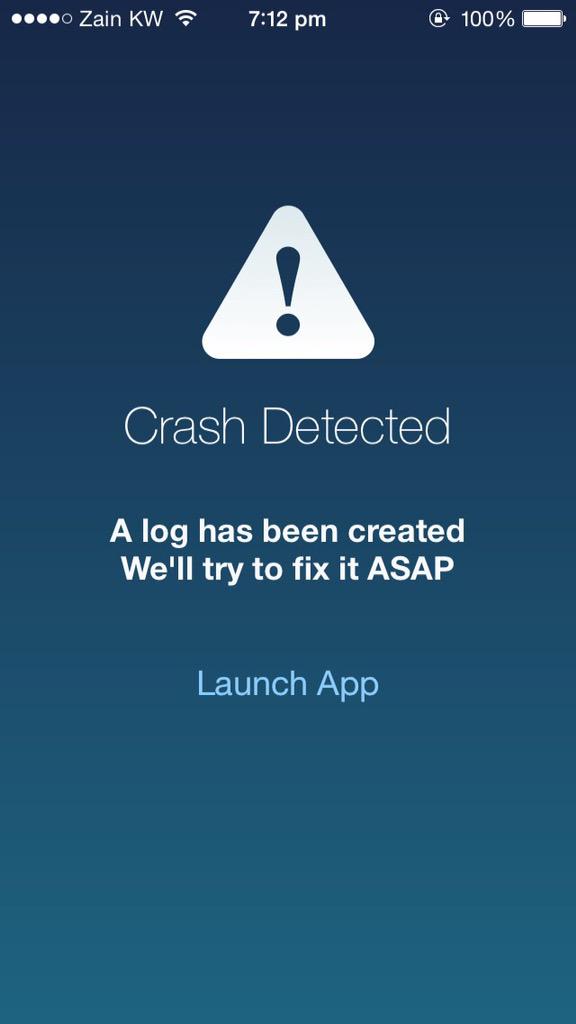 Zain KW 7:12 pm 100%
!
Crash Detected
A log has been created
We'll try to fix it ASAP
Launch App